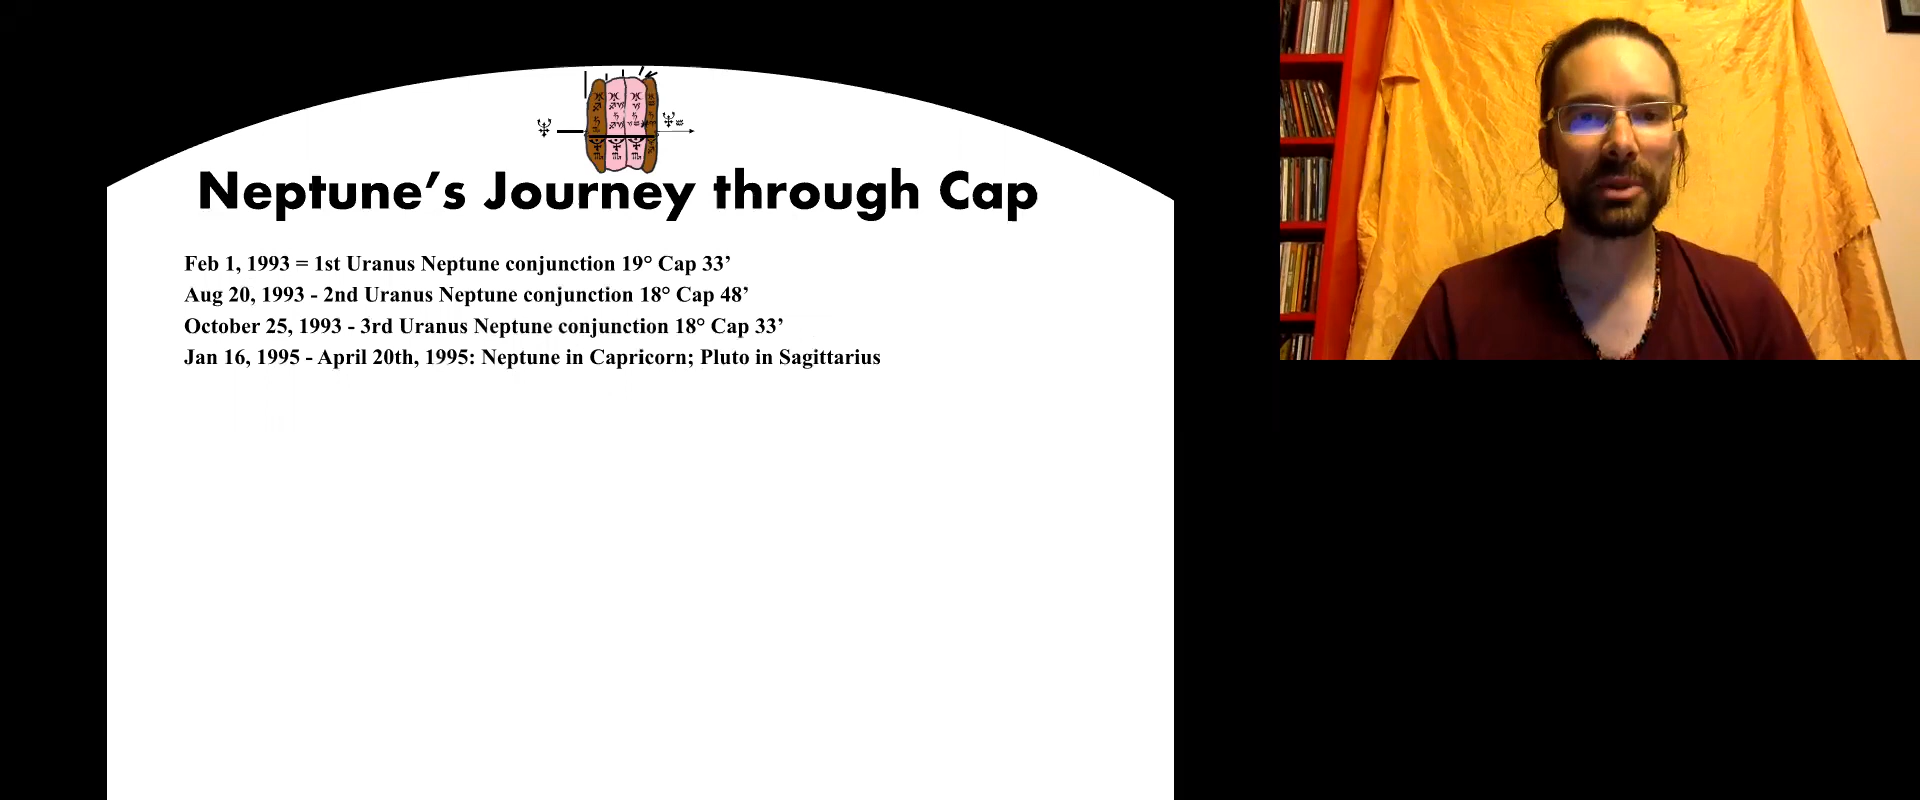 Neptune’s Journey through Cap
Feb 1, 1993 = 1st Uranus Neptune conjunction 19° Cap 33’
Aug 20, 1993 - 2nd Uranus Neptune conjunction 18° Cap 48’
October 25, 1993 - 3rd Uranus Neptune conjunction 18° Cap 33’
Jan 16, 1995 - April 20th, 1995: Neptune in Capricorn; Pluto in Sagittarius